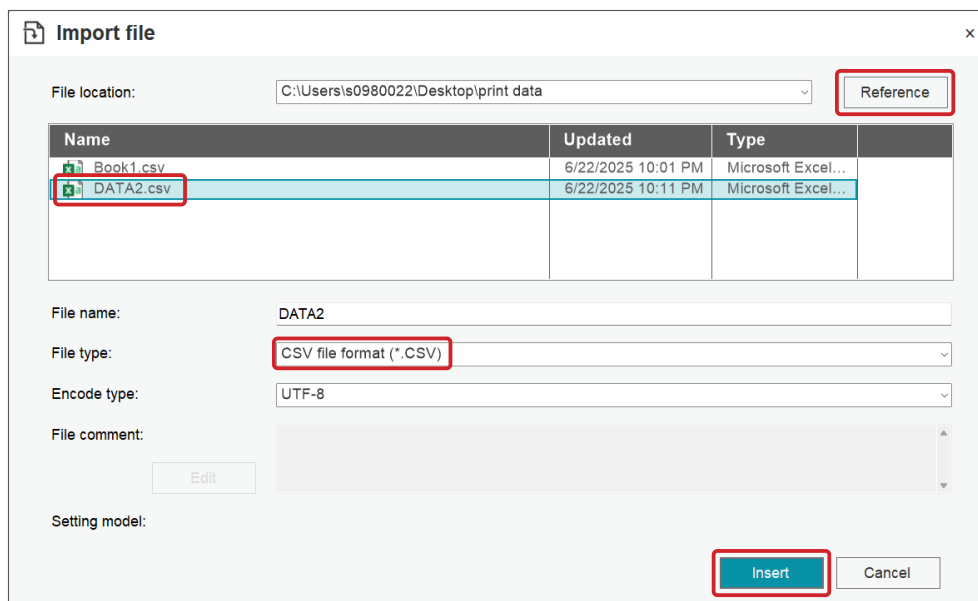 Import file
×
File location: C:\Users\s0980022\Desktop\print data Reference
Name Updated Type
Book1.csv 6/22/2025 10:01 PM Microsoft Excel...
DATA2.csv 6/22/2025 10:11 PM Microsoft Excel...
File name: DATA2
File type: CSV file format (*.CSV)
Encode type: UTF-8
File comment:
Edit
Setting model:
Insert Cancel